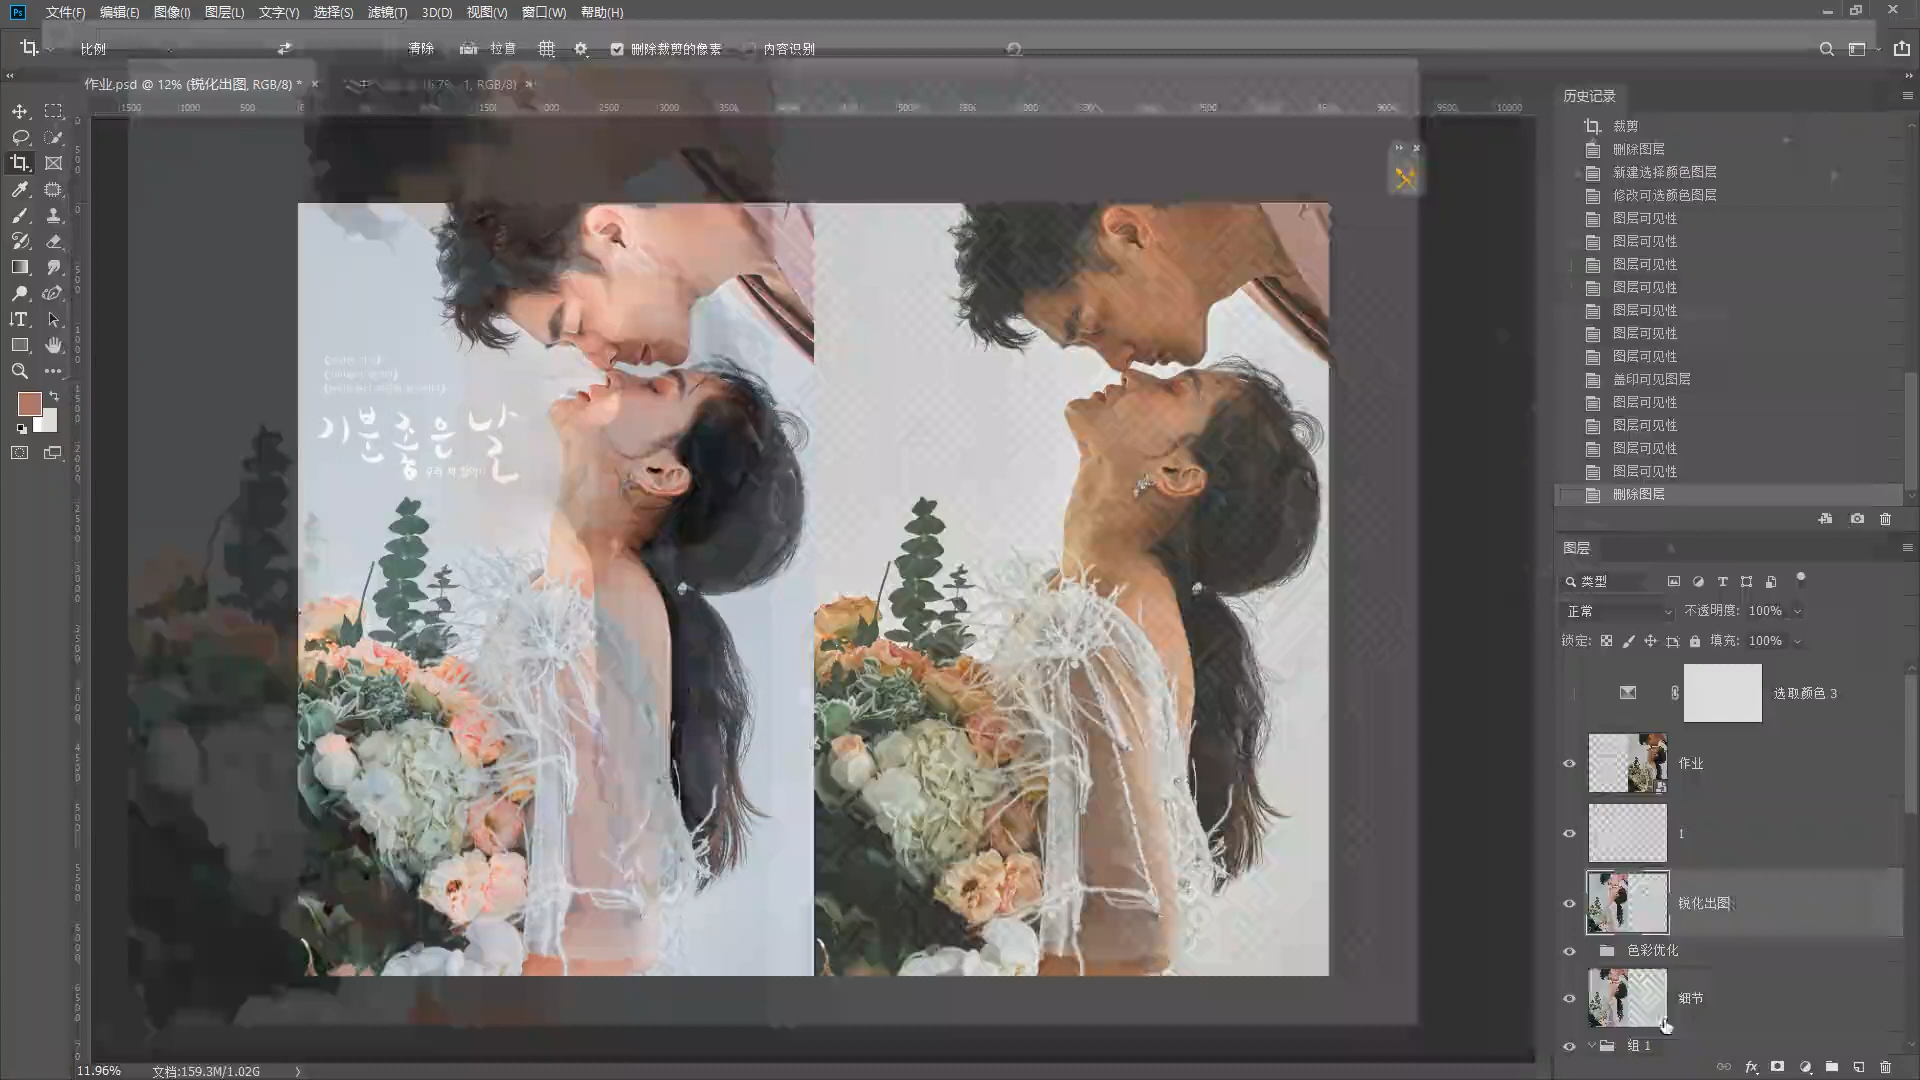 文件(F) 编辑(E) 图像(I) 图层(L) 文字(Y) 选择(S) 滤镜(T) 3D(D) 视图(V) 窗口(W) 帮助(H)
比例 清除 拉直 删除裁剪的像素 内容识别
作业.psd @ 12% (锐化出图, RGB/8) *
1, RGB/8)
历史记录
裁剪
删除图层
新建选择颜色图层
修改可选颜色图层
图层可见性
图层可见性
图层可见性
图层可见性
图层可见性
图层可见性
图层可见性
盖印可见图层
图层可见性
图层可见性
图层可见性
图层可见性
删除图层
기분 좋은 날
图层
类型
正常 不透明度: 100%
锁定: 填充: 100%
选取颜色 3
作业
1
锐化出图
色彩优化
细节
组 1
11.96% 文档:159.3M/1.02G